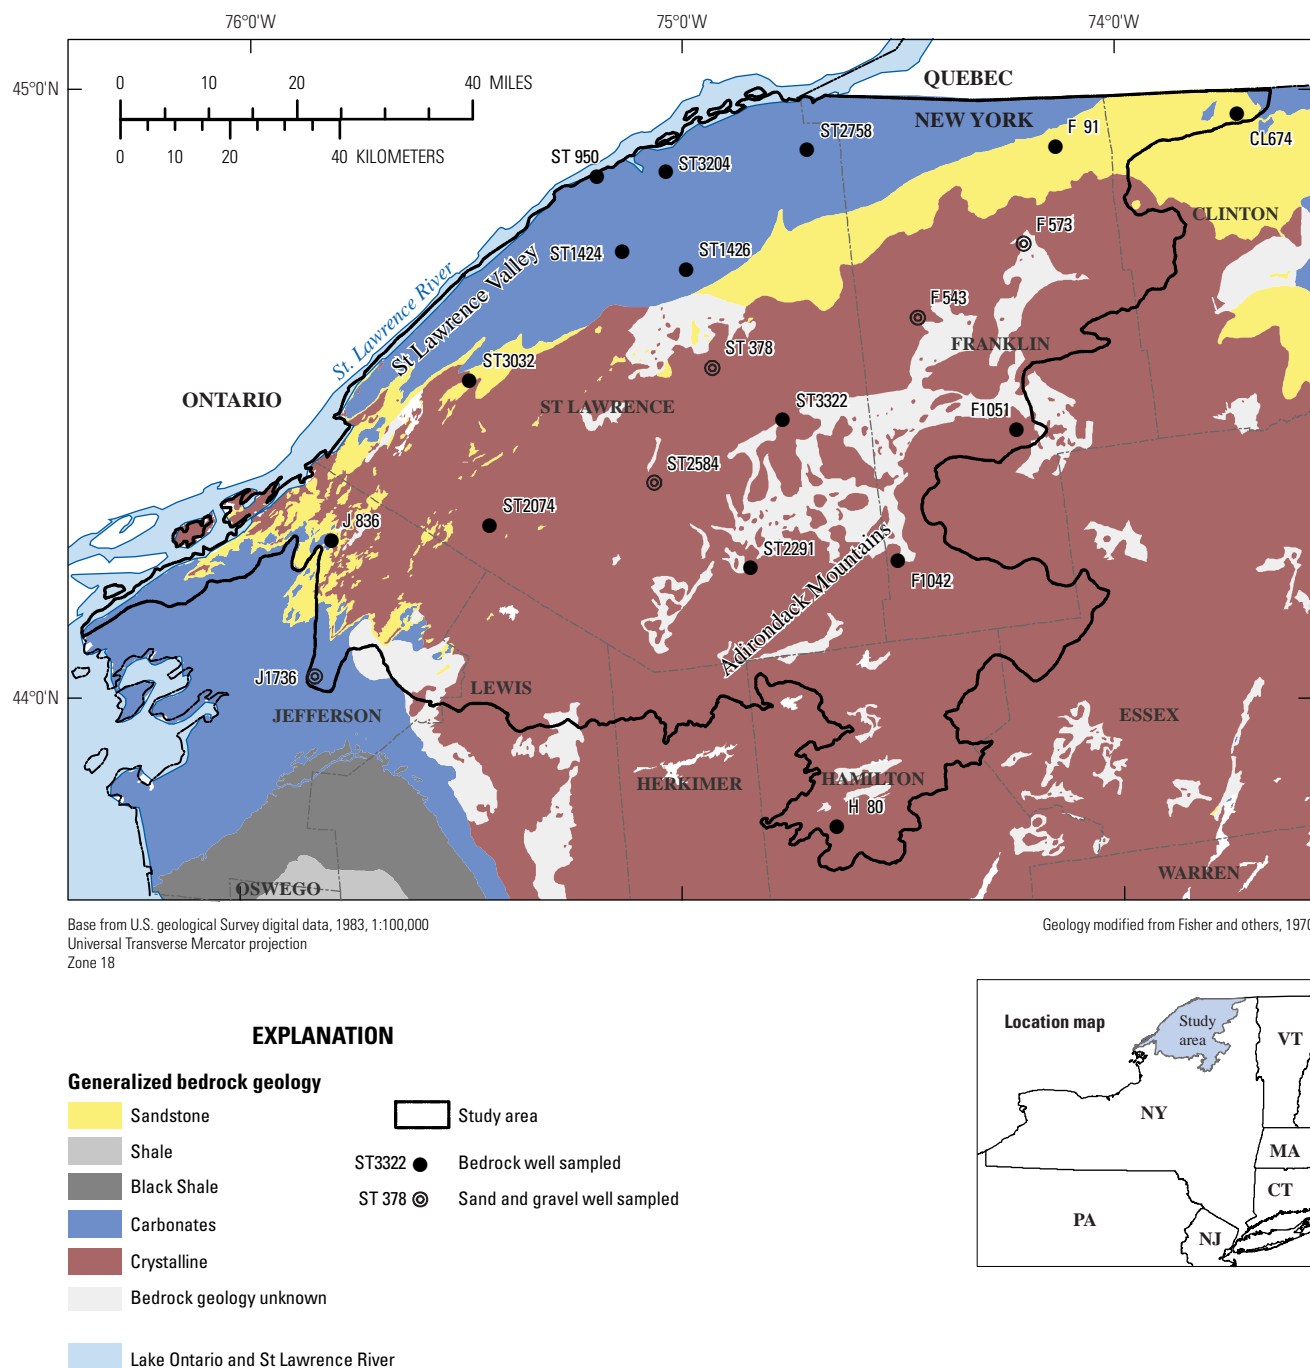 76°0'W
75°0'W
74°0'W
45°0'N
0 10 20 40 MILES
0 10 20 40 KILOMETERS
QUEBEC
NEW YORK
F 91
CL674
ST2758
ST 950
ST3204
CLINTON
F 573
ST1424
ST1426
St. Lawrence River
St Lawrence Valley
F 543
FRANKLIN
ST 378
ST3032
ONTARIO
ST LAWRENCE
ST3322
F1051
ST2584
ST2074
J 836
ST2291
F1042
Adirondack Mountains
J1736
44°0'N
LEWIS
JEFFERSON
ESSEX
HERKIMER
HAMILTON
H 80
WARREN
OSWEGO
Base from U.S. geological Survey digital data, 1983, 1:100,000
Universal Transverse Mercator projection
Zone 18
Geology modified from Fisher and others, 1970
EXPLANATION
Generalized bedrock geology
Sandstone
Shale
Black Shale
Carbonates
Crystalline
Bedrock geology unknown
Lake Ontario and St Lawrence River
Study area
ST3322 Bedrock well sampled
ST 378 Sand and gravel well sampled
Location map
Study
area
VT
NY
MA
CT
PA
NJ